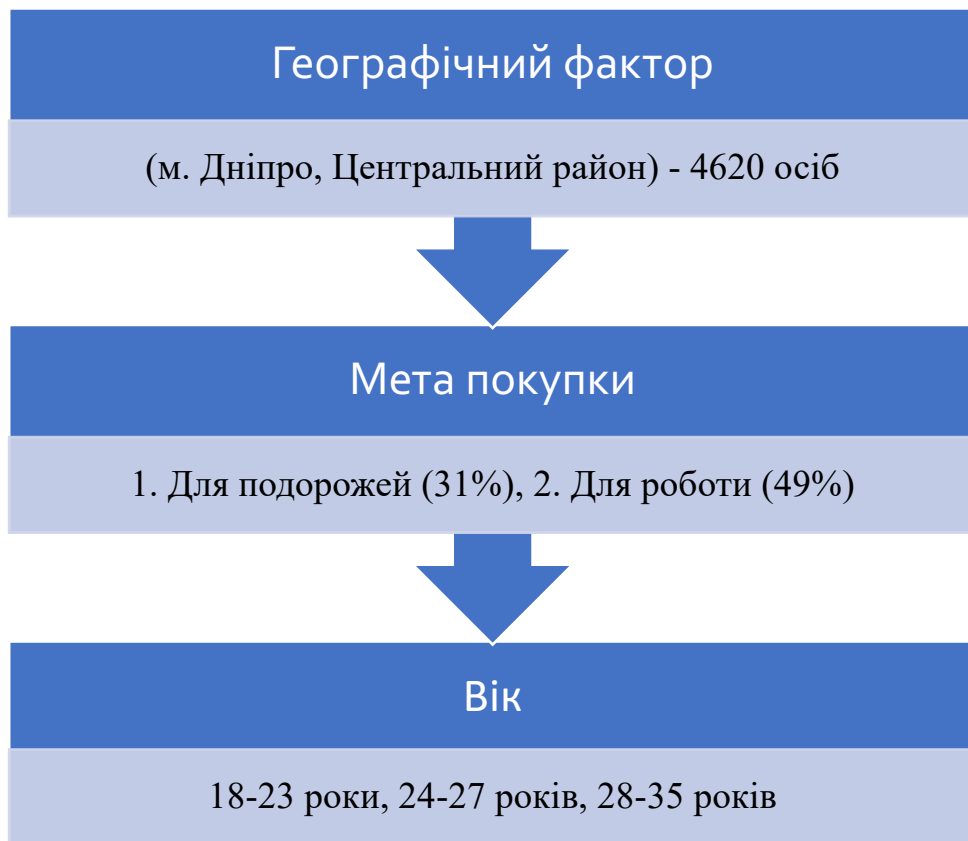 Географічний фактор
(м. Дніпро, Центральний район) - 4620 осіб
Мета покупки
1. Для подорожей (31%), 2. Для роботи (49%)
Вік
18-23 роки, 24-27 років, 28-35 років